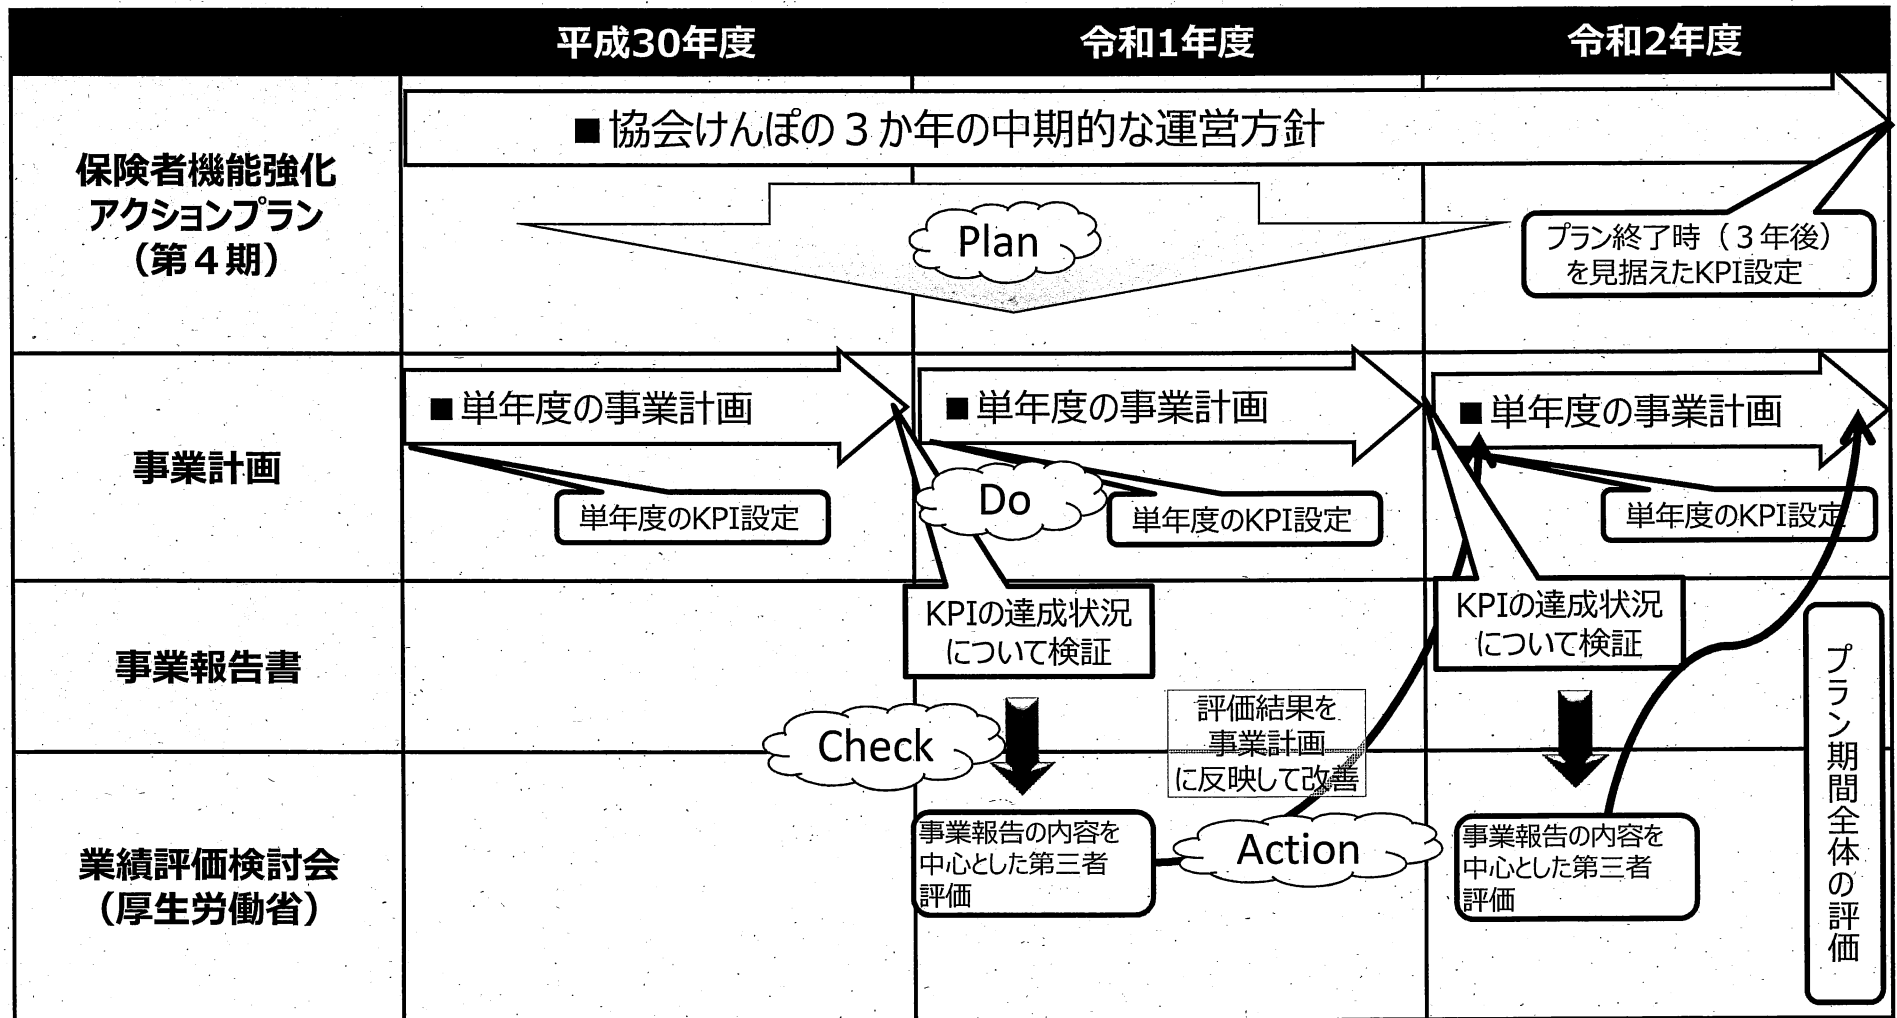 平成30年度
令和1年度
令和2年度
保険者機能強化
アクションプラン
（第４期）
■協会けんぽの３か年の中期的な運営方針
Plan
プラン終了時（３年後）
を見据えたKPI設定
事業計画
■単年度の事業計画
■単年度の事業計画
■単年度の事業計画
単年度のKPI設定
Do
単年度のKPI設定
単年度のKPI設定
事業報告書
KPIの達成状況
について検証
KPIの達成状況
について検証
Check
評価結果を
事業計画
に反映して改善
プラン期間全体の評価
業績評価検討会
（厚生労働省）
事業報告の内容を
中心とした第三者
評価
Action
事業報告の内容を
中心とした第三者
評価